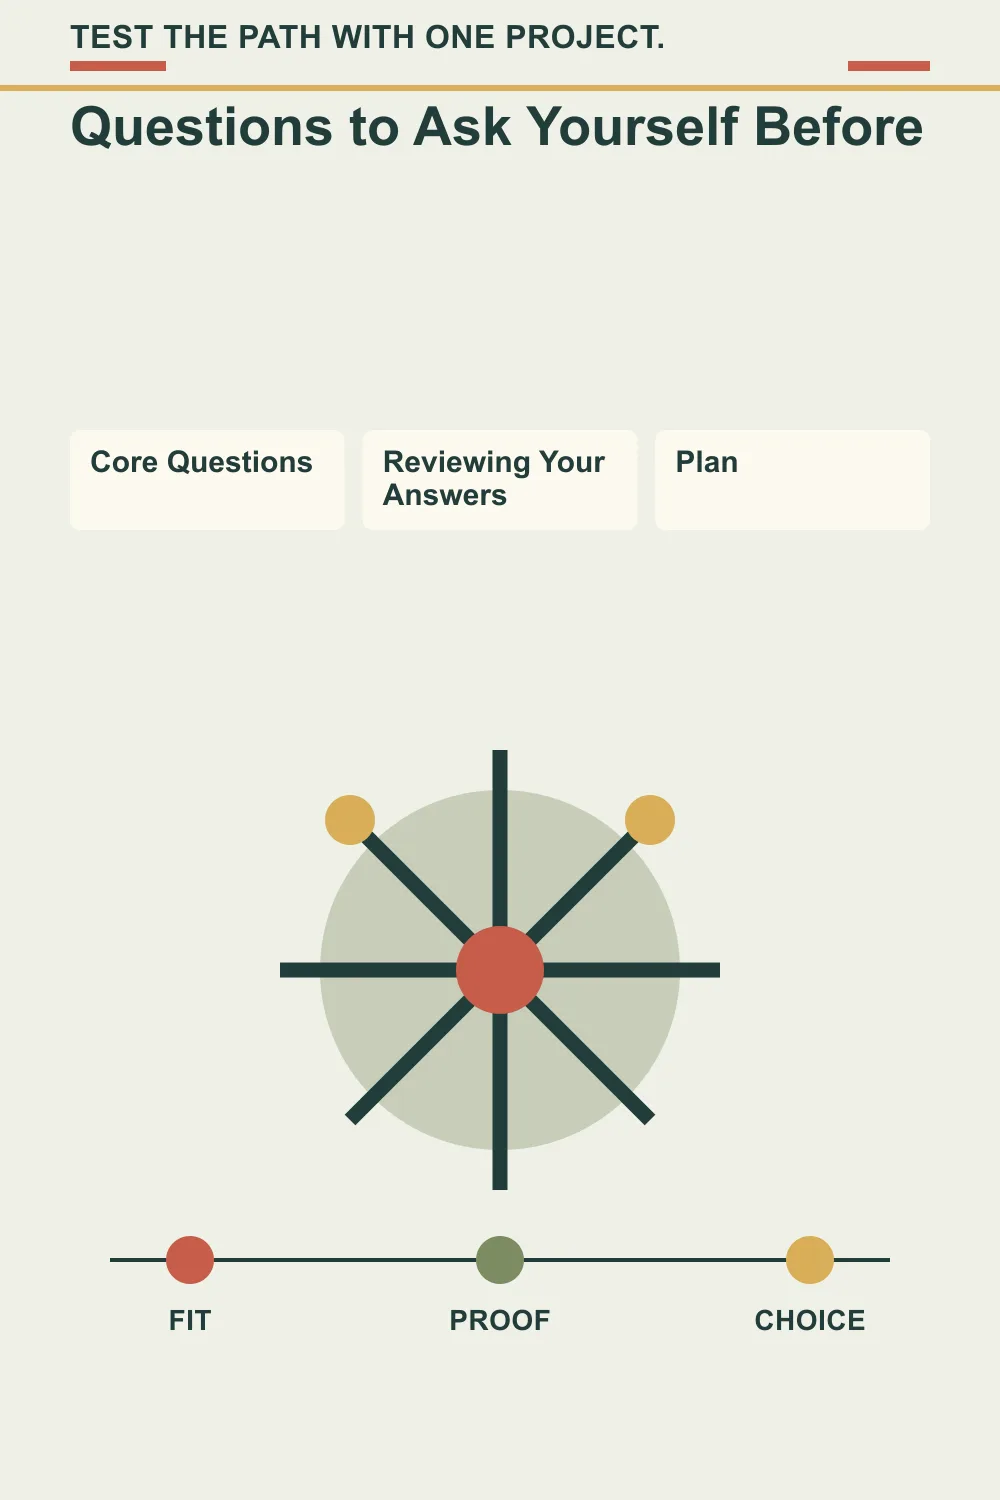 TEST THE PATH WITH ONE PROJECT.
Questions to Ask Yourself Before
Core Questions
Reviewing Your
Answers
Plan
FIT
PROOF
CHOICE